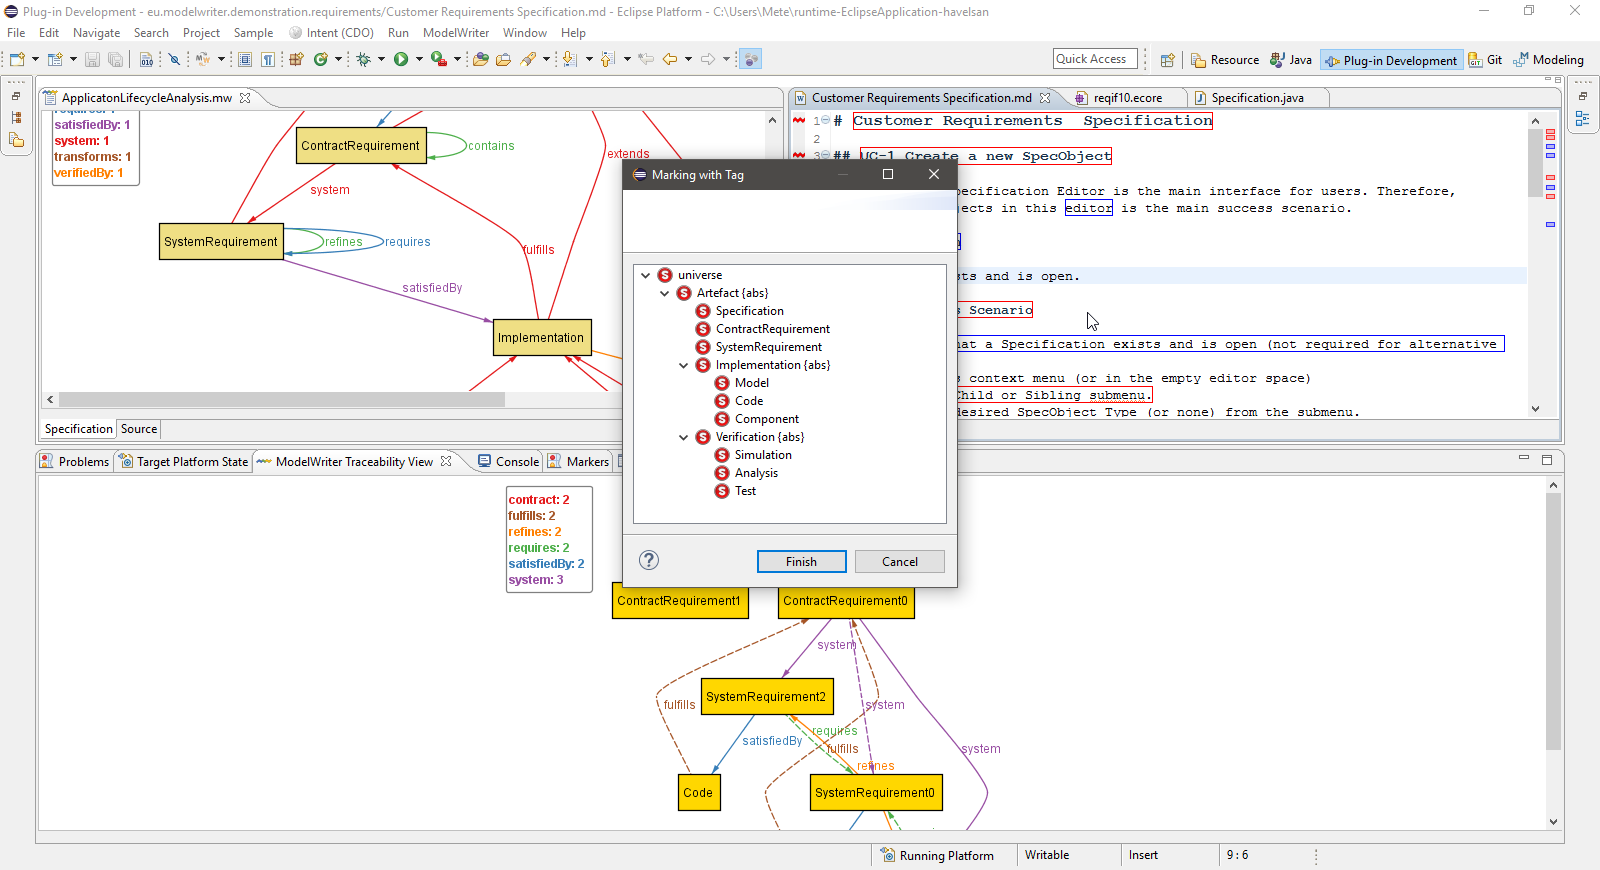 Plug-in Development - eu.modelwriter.demonstration.requirements/Customer Requirements Specification.md - Eclipse Platform - C:\Users\Mete\runtime-EclipseApplication-havelsan
File Edit Navigate Search Project Sample Intent (CDO) Run ModelWriter Window Help
Quick Access Resource Java Plug-in Development Git Modeling
ApplicatonLifecycleAnalysis.mw
satisfiedBy: 1
system: 1
transforms: 1
verifiedBy: 1
ContractRequirement
contains
extends
system
SystemRequirement
refines
requires
fulfills
satisfiedBy
Implementation
Specification Source
Customer Requirements Specification.md reqif10.ecore Specification.java
1 # Customer Requirements  Specification
2
3 ## UC-1 Create a new SpecObject
pecification Editor is the main interface for users. Therefore,
jects in this editor is the main success scenario.
sts and is open.
s Scenario
hat a Specification exists and is open (not required for alternative
s context menu (or in the empty editor space)
Child or Sibling submenu.
desired SpecObject Type (or none) from the submenu.
Marking with Tag
universe
Artefact {abs}
Specification
ContractRequirement
SystemRequirement
Implementation {abs}
Model
Code
Component
Verification {abs}
Simulation
Analysis
Test
Finish Cancel
Problems Target Platform State ModelWriter Traceability View Console Markers
contract: 2
fulfills: 2
refines: 2
requires: 2
satisfiedBy: 2
system: 3
ContractRequirement1
ContractRequirement0
system
SystemRequirement2
fulfills
system
requires
satisfiedBy
fulfills
system
refines
Code
SystemRequirement0
Running Platform Writable Insert 9 : 6